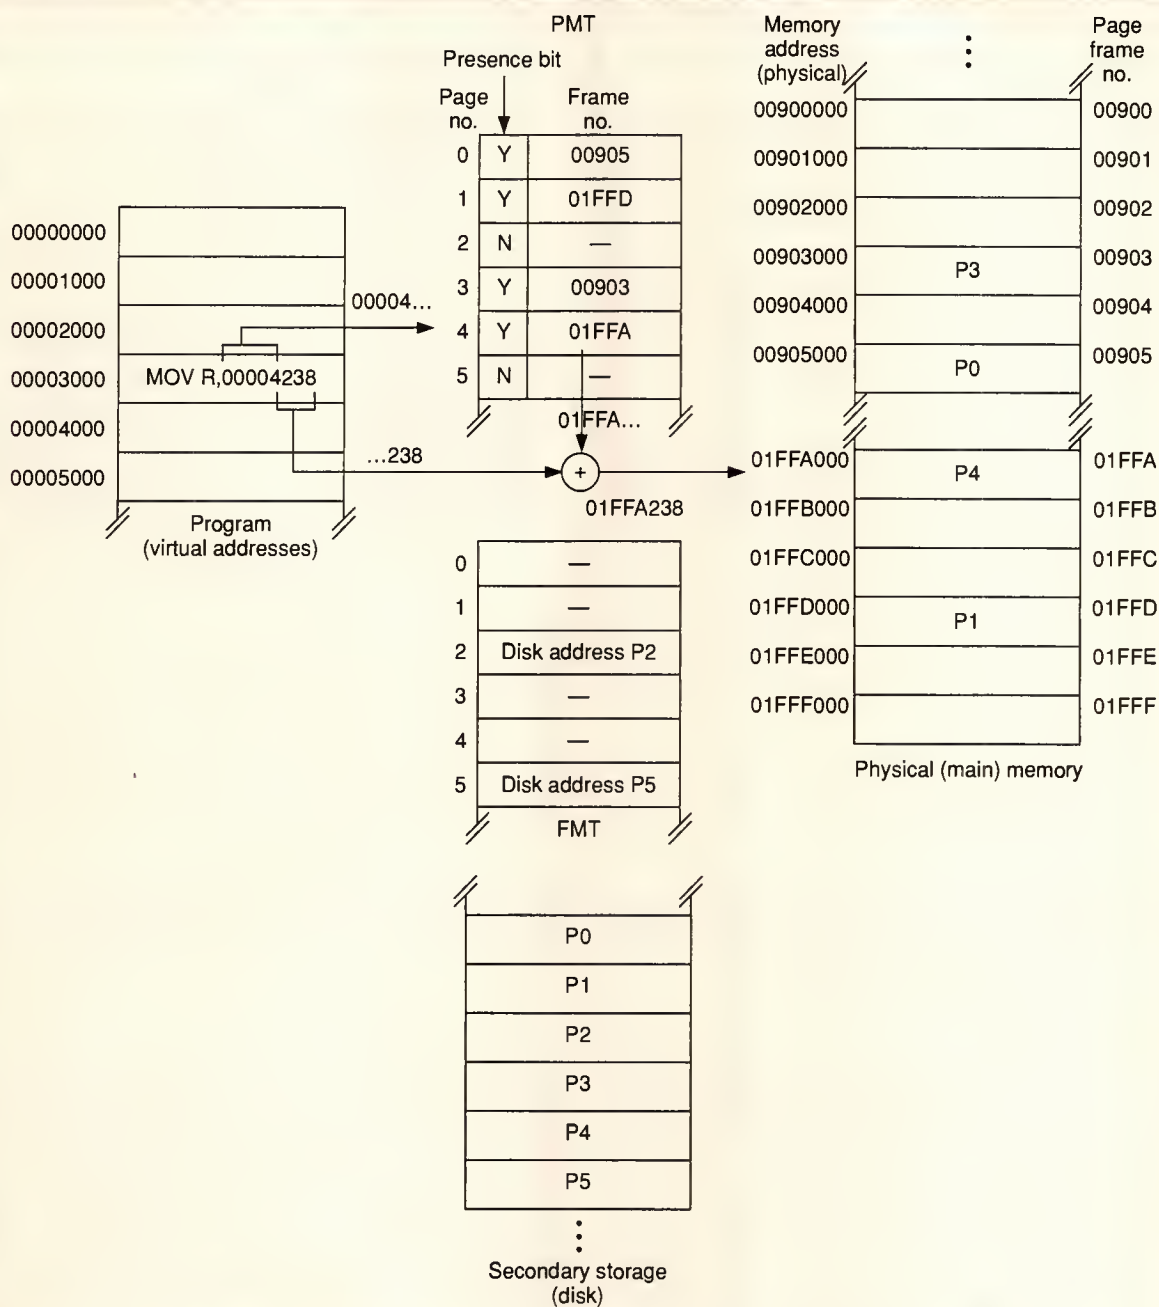 PMT
Presence bit
Page no.
Frame no.
0 Y 00905
1 Y 01FFD
2 N —
3 Y 00903
4 Y 01FFA
5 N —
00000000
00001000
00002000
00003000 MOV R,00004238
00004000
00005000
Program
(virtual addresses)
00004...
...238
01FFA...
+
01FFA238
0 —
1 —
2 Disk address P2
3 —
4 —
5 Disk address P5
FMT
P0
P1
P2
P3
P4
P5
Secondary storage
(disk)
Memory
address
(physical)
Page
frame
no.
00900000 00900
00901000 00901
00902000 00902
00903000 P3 00903
00904000 00904
00905000 P0 00905
01FFA000 P4 01FFA
01FFB000 01FFB
01FFC000 01FFC
01FFD000 P1 01FFD
01FFE000 01FFE
01FFF000 01FFF
Physical (main) memory